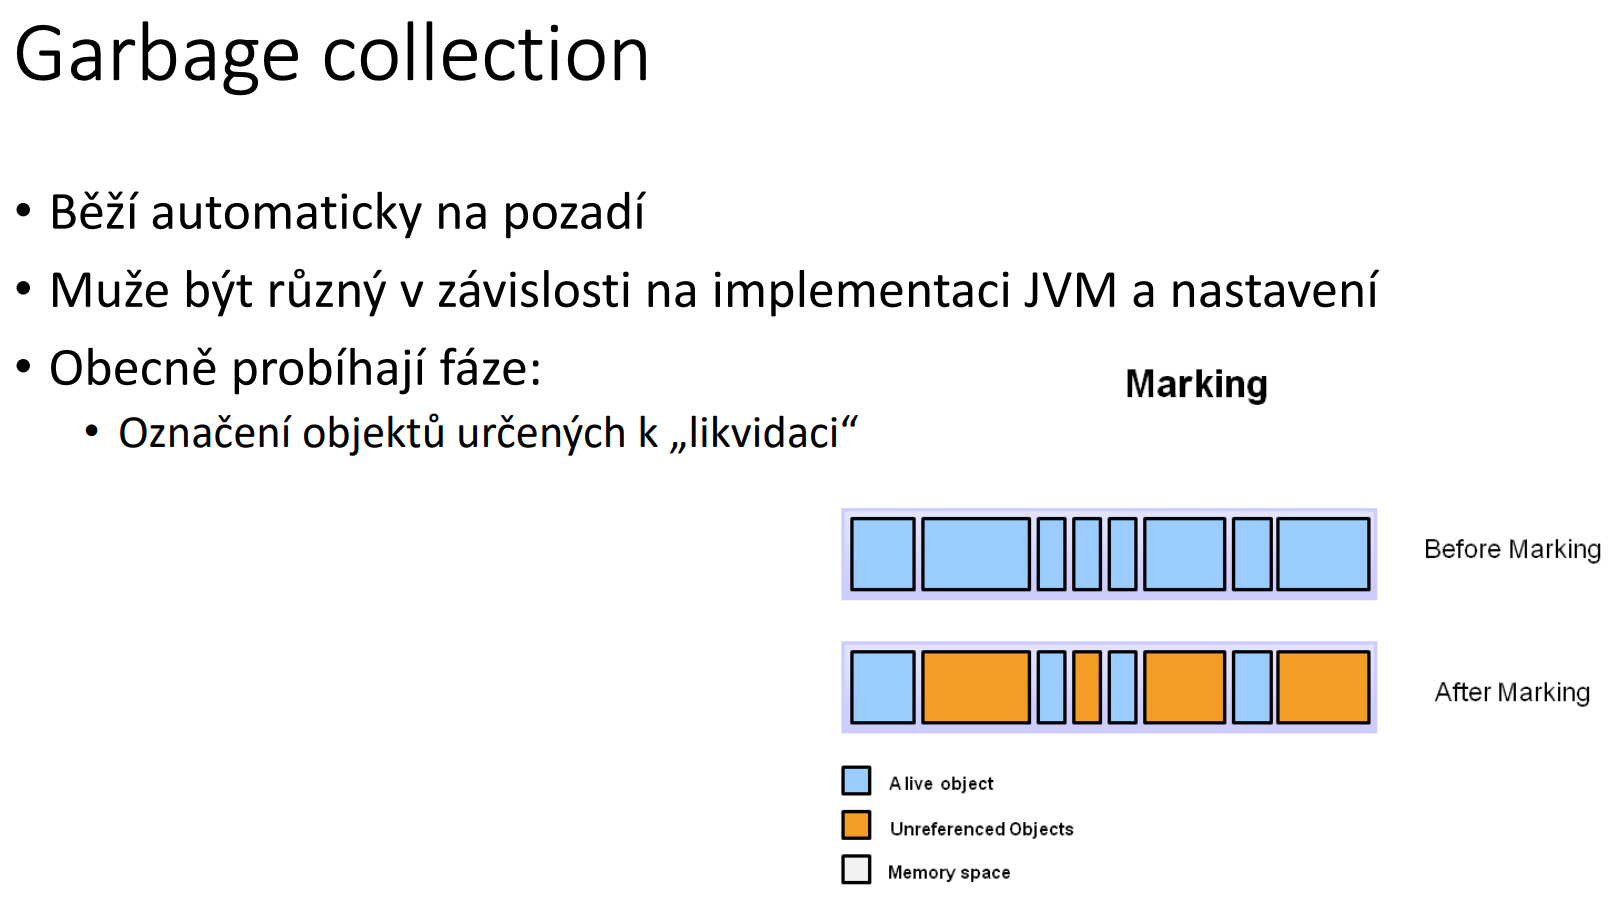 Garbage collection
• Běží automaticky na pozadí
• Muže být různý v závislosti na implementaci JVM a nastavení
• Obecně probíhají fáze:
• Označení objektů určených k „likvidaci“
Marking
Before Marking
After Marking
Alive object
Unreferenced Objects
Memory space